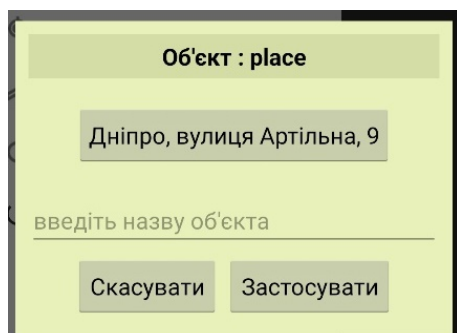 Об'єкт : place
Дніпро, вулиця Артільна, 9
введіть назву об'єкта
Скасувати Застосувати